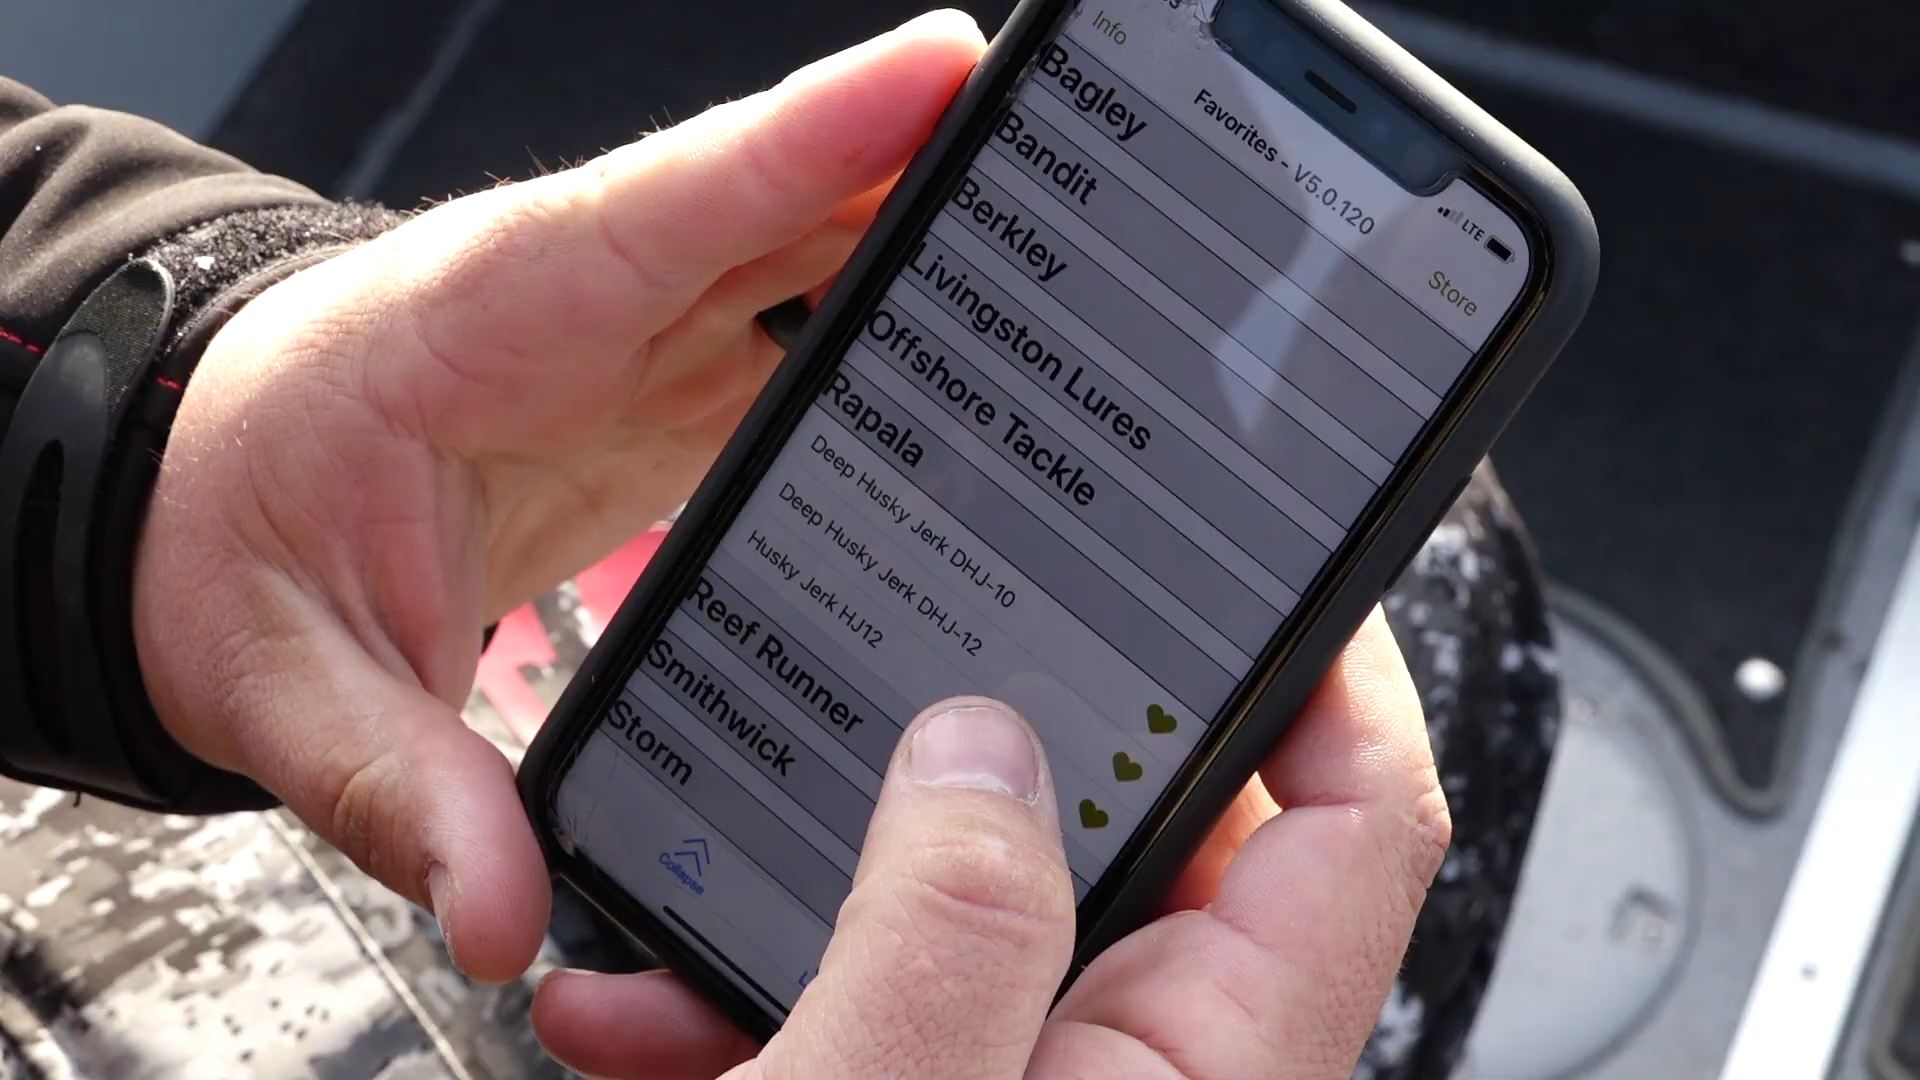 Info
Favorites - V5.0.120
LTE
Store
Bagley
Bandit
Berkley
Livingston Lures
Offshore Tackle
Rapala
Deep Husky Jerk DHJ-10
Deep Husky Jerk DHJ-12
Husky Jerk HJ12
Reef Runner
Smithwick
Storm
Collapse